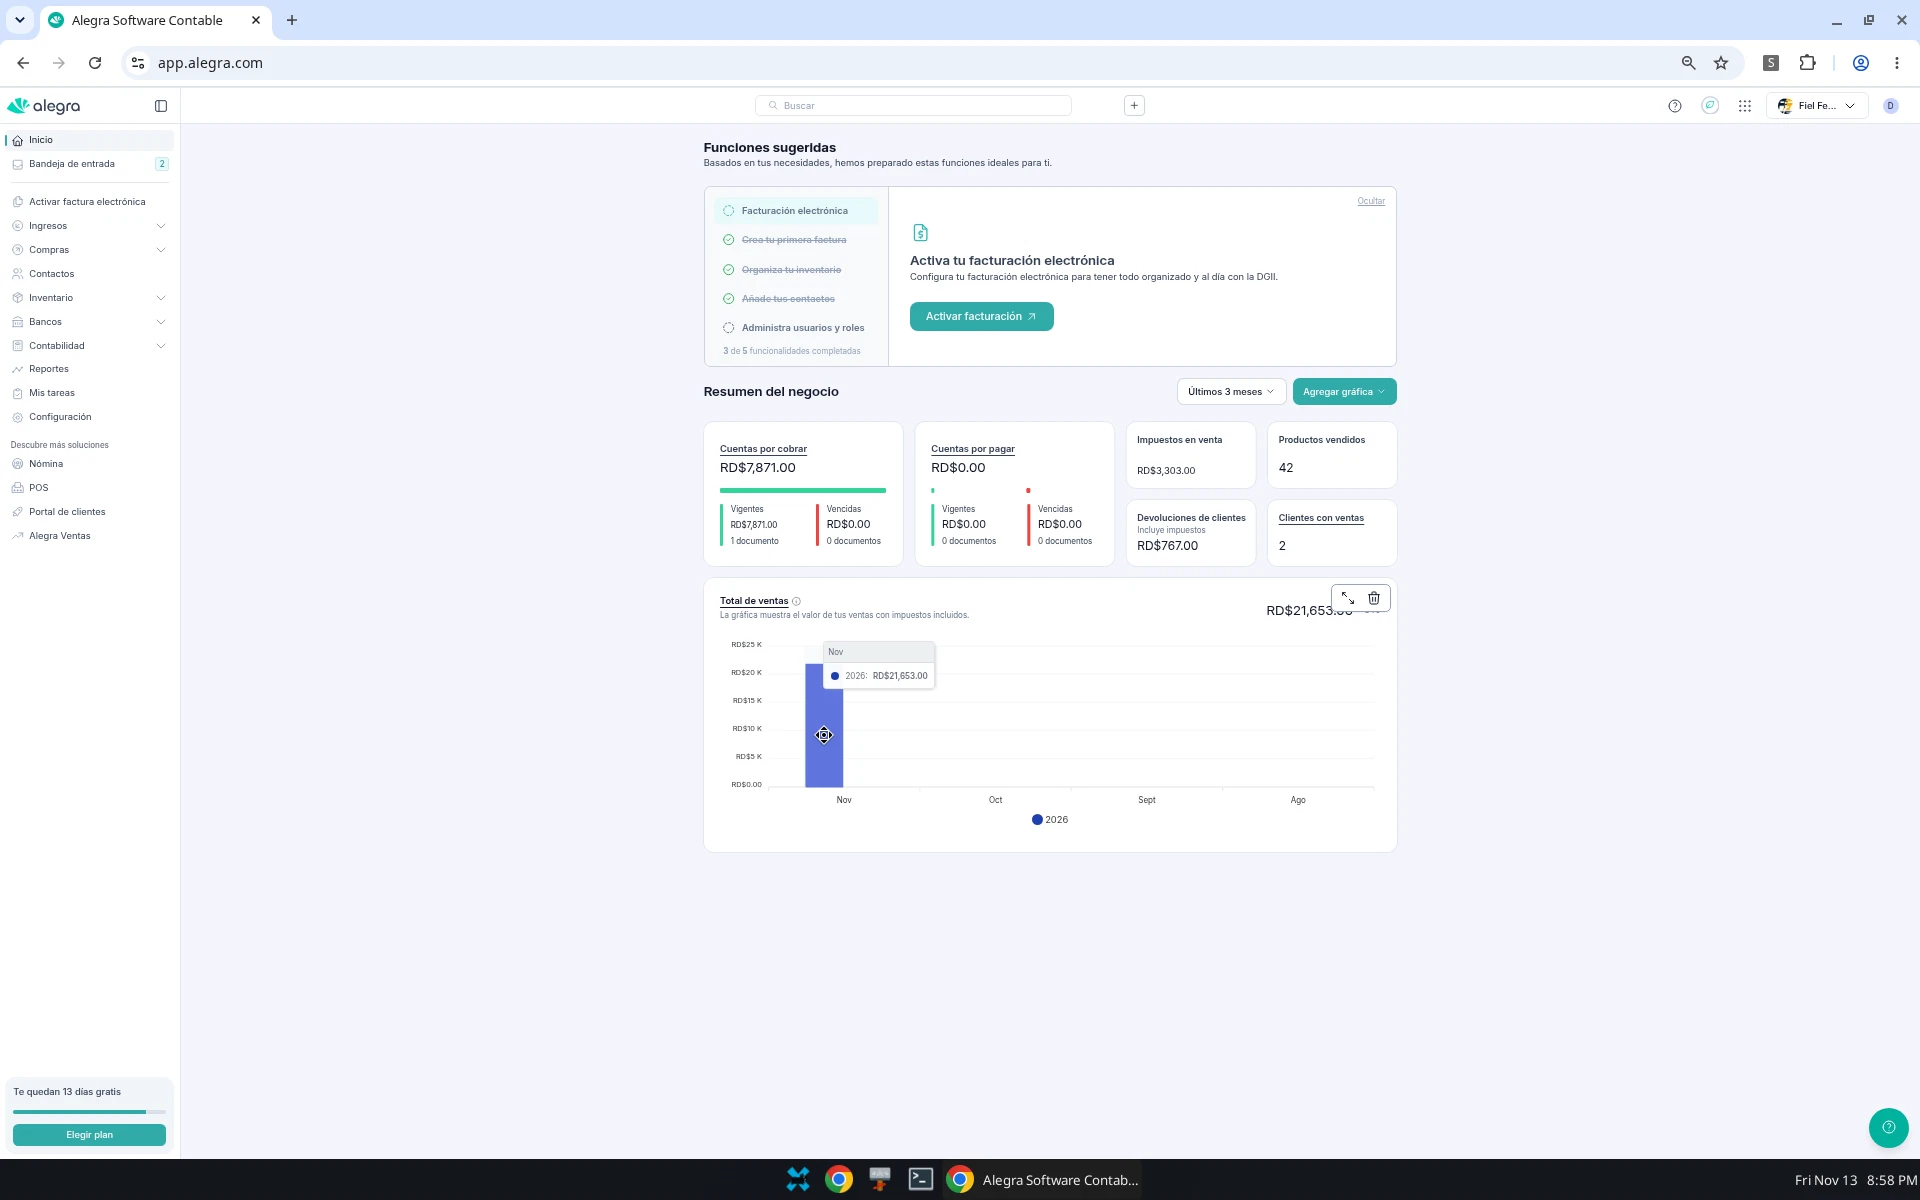 Alegra Software Contable
app.alegra.com
S
alegra
Buscar
Fiel Fe...
D
Inicio
Bandeja de entrada
2
Activar factura electrónica
Ingresos
Compras
Contactos
Inventario
Bancos
Contabilidad
Reportes
Mis tareas
Configuración
Descubre más soluciones
Nómina
POS
Portal de clientes
Alegra Ventas
Te quedan 13 días gratis
Elegir plan
Funciones sugeridas
Basados en tus necesidades, hemos preparado estas funciones ideales para ti.
Facturación electrónica
Crea tu primera factura
Organiza tu inventario
Añade tus contactos
Administra usuarios y roles
3 de 5 funcionalidades completadas
Ocultar
Activa tu facturación electrónica
Configura tu facturación electrónica para tener todo organizado y al día con la DGII.
Activar facturación
Resumen del negocio
Últimos 3 meses
Agregar gráfica
Cuentas por cobrar
RD$7,871.00
Vigentes
RD$7,871.00
1 documento
Vencidas
RD$0.00
0 documentos
Cuentas por pagar
RD$0.00
Vigentes
RD$0.00
0 documentos
Vencidas
RD$0.00
0 documentos
Impuestos en venta
RD$3,303.00
Productos vendidos
42
Devoluciones de clientes
Incluye impuestos
RD$767.00
Clientes con ventas
2
Total de ventas
La gráfica muestra el valor de tus ventas con impuestos incluidos.
RD$21,653.00
RD$25 K
RD$20 K
RD$15 K
RD$10 K
RD$5 K
RD$0.00
Nov
2026: RD$21,653.00
Nov
Oct
Sept
Ago
2026
Alegra Software Contab...
Fri Nov 13 8:58 PM